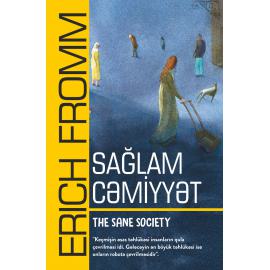 ERICH FROMM
SAĞLAM
CƏMİYYƏT
THE SANE SOCIETY
"Keçmişin əsas təhlükəsi insanların qula
çevrilməsi idi. Gələcəyin ən böyük təhlükəsi isə
onların robota çevrilməsidir".